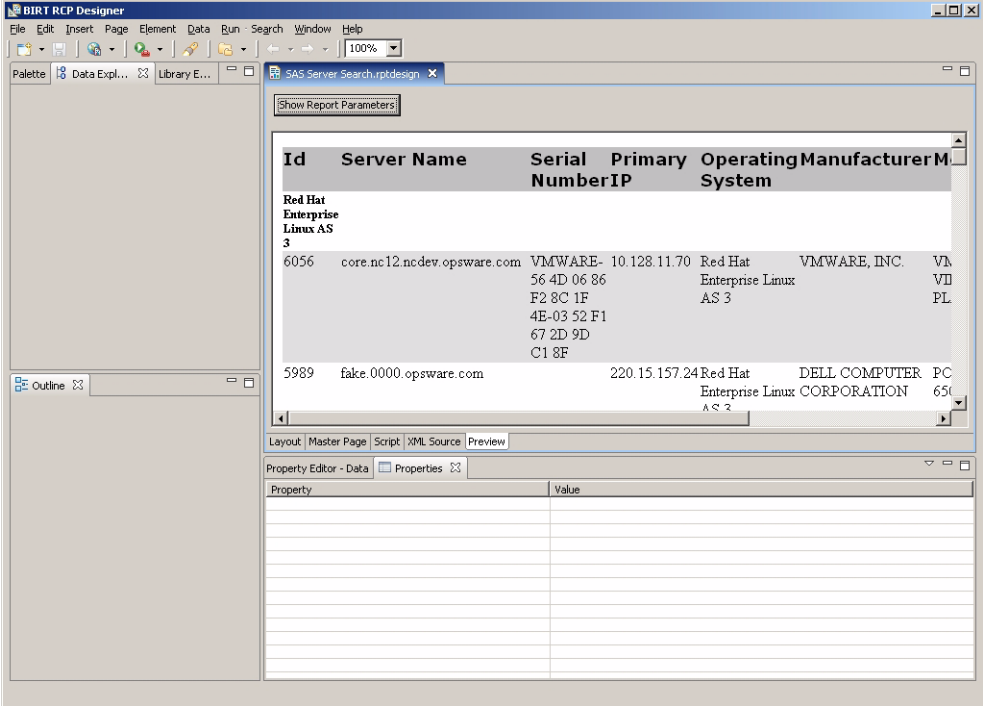 BIRT RCP Designer
File Edit Insert Page Element Data Run Search Window Help
100%
Palette Data Expl... Library E...
SAS Server Search.rptdesign
Show Report Parameters
Id Server Name Serial Primary Operating Manufacturer
Number IP System
Red Hat
Enterprise
Linux AS
3
6056 core.nc12.ncdev.opsware.com VMWARE- 10.128.11.70 Red Hat VMWARE, INC.
56 4D 06 86 Enterprise Linux
F2 8C 1F AS 3 PL
4E-03 52 F1
67 2D 9D
C1 8F
5989 fake.0000.opsware.com 220.15.157.24 Red Hat DELL COMPUTER PO
Enterprise Linux CORPORATION
AS 3
Outline
Layout Master Page Script XML Source Preview
Property Editor - Data Properties
Property Value